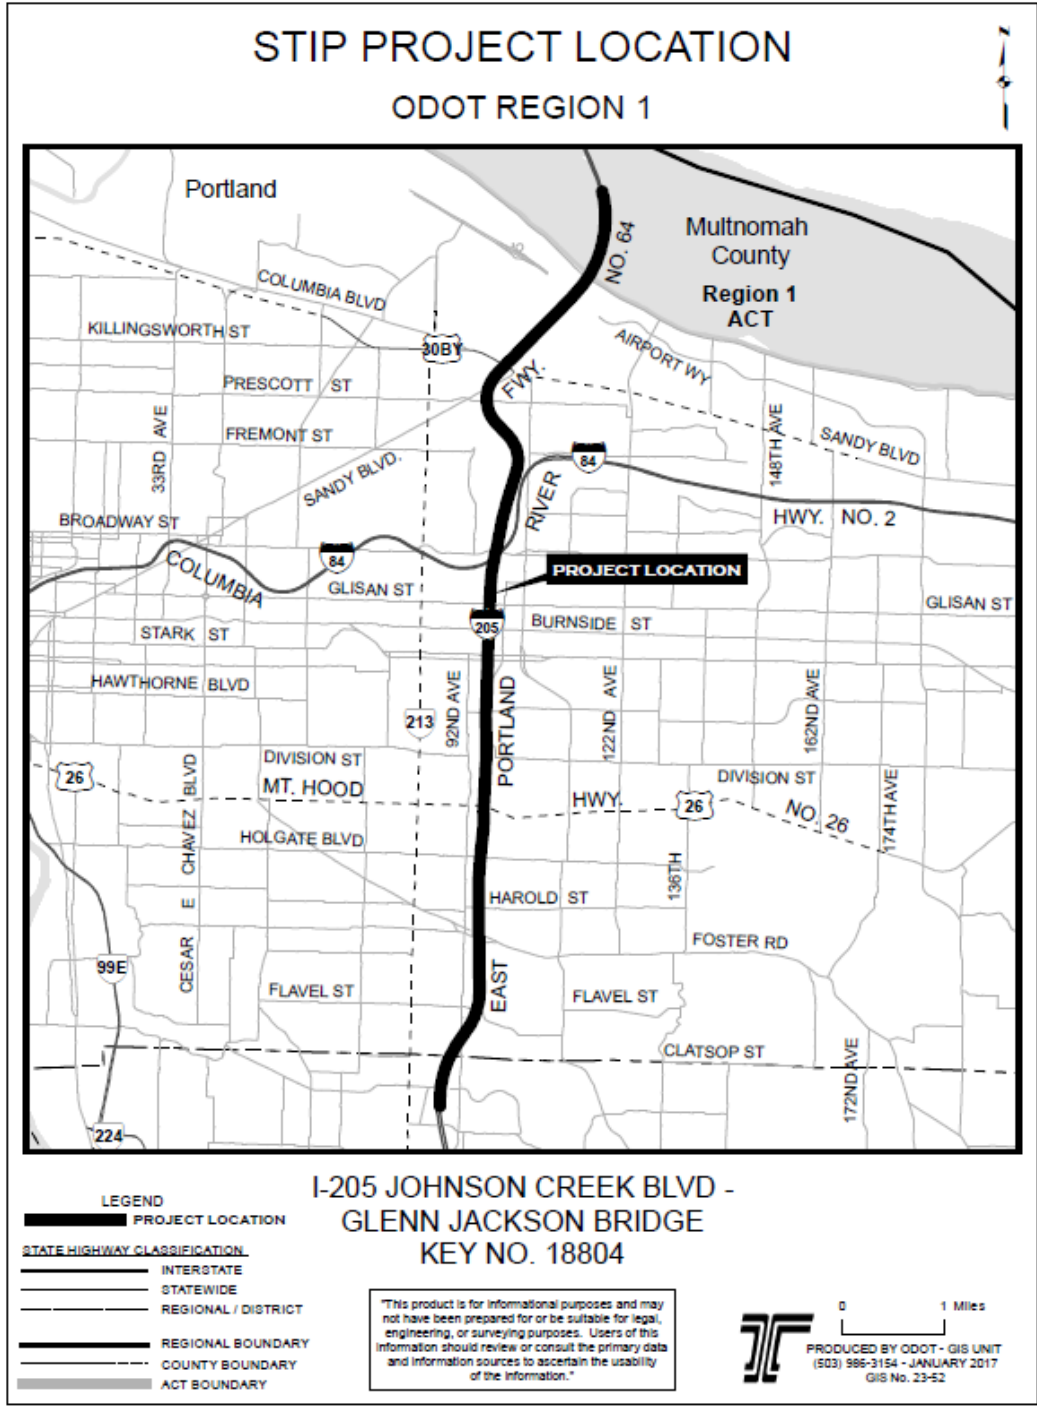 STIP PROJECT LOCATION
ODOT REGION 1
N
Portland
Multnomah
County
Region 1
ACT
NO. 64
COLUMBIA BLVD
KILLINGSWORTH ST
30BY
AIRPORT WY
FWY.
PRESCOTT ST
33RD AVE
FREMONT ST
148TH AVE
SANDY BLVD
SANDY BLVD.
84
RIVER
BROADWAY ST
HWY. NO. 2
84
COLUMBIA
PROJECT LOCATION
GLISAN ST
GLISAN ST
205
BURNSIDE ST
STARK ST
HAWTHORNE BLVD
92ND AVE
PORTLAND
122ND AVE
162ND AVE
213
DIVISION ST
26
MT. HOOD
DIVISION ST
HWY.
26
NO. 26
174TH AVE
CESAR E CHAVEZ BLVD
HOLGATE BLVD
136TH
HAROLD ST
FOSTER RD
99E
EAST
FLAVEL ST
FLAVEL ST
CLATSOP ST
172ND AVE
224
I-205 JOHNSON CREEK BLVD -
GLENN JACKSON BRIDGE
KEY NO. 18804
LEGEND
PROJECT LOCATION
STATE HIGHWAY CLASSIFICATION
INTERSTATE
STATEWIDE
REGIONAL / DISTRICT
REGIONAL BOUNDARY
COUNTY BOUNDARY
ACT BOUNDARY
"This product is for informational purposes and may
not have been prepared for or be suitable for legal,
engineering, or surveying purposes. Users of this
information should review or consult the primary data
and information sources to ascertain the usability
of the information."
0 1 Miles
PRODUCED BY ODOT - GIS UNIT
(503) 986-3154 - JANUARY 2017
GIS No. 23-52